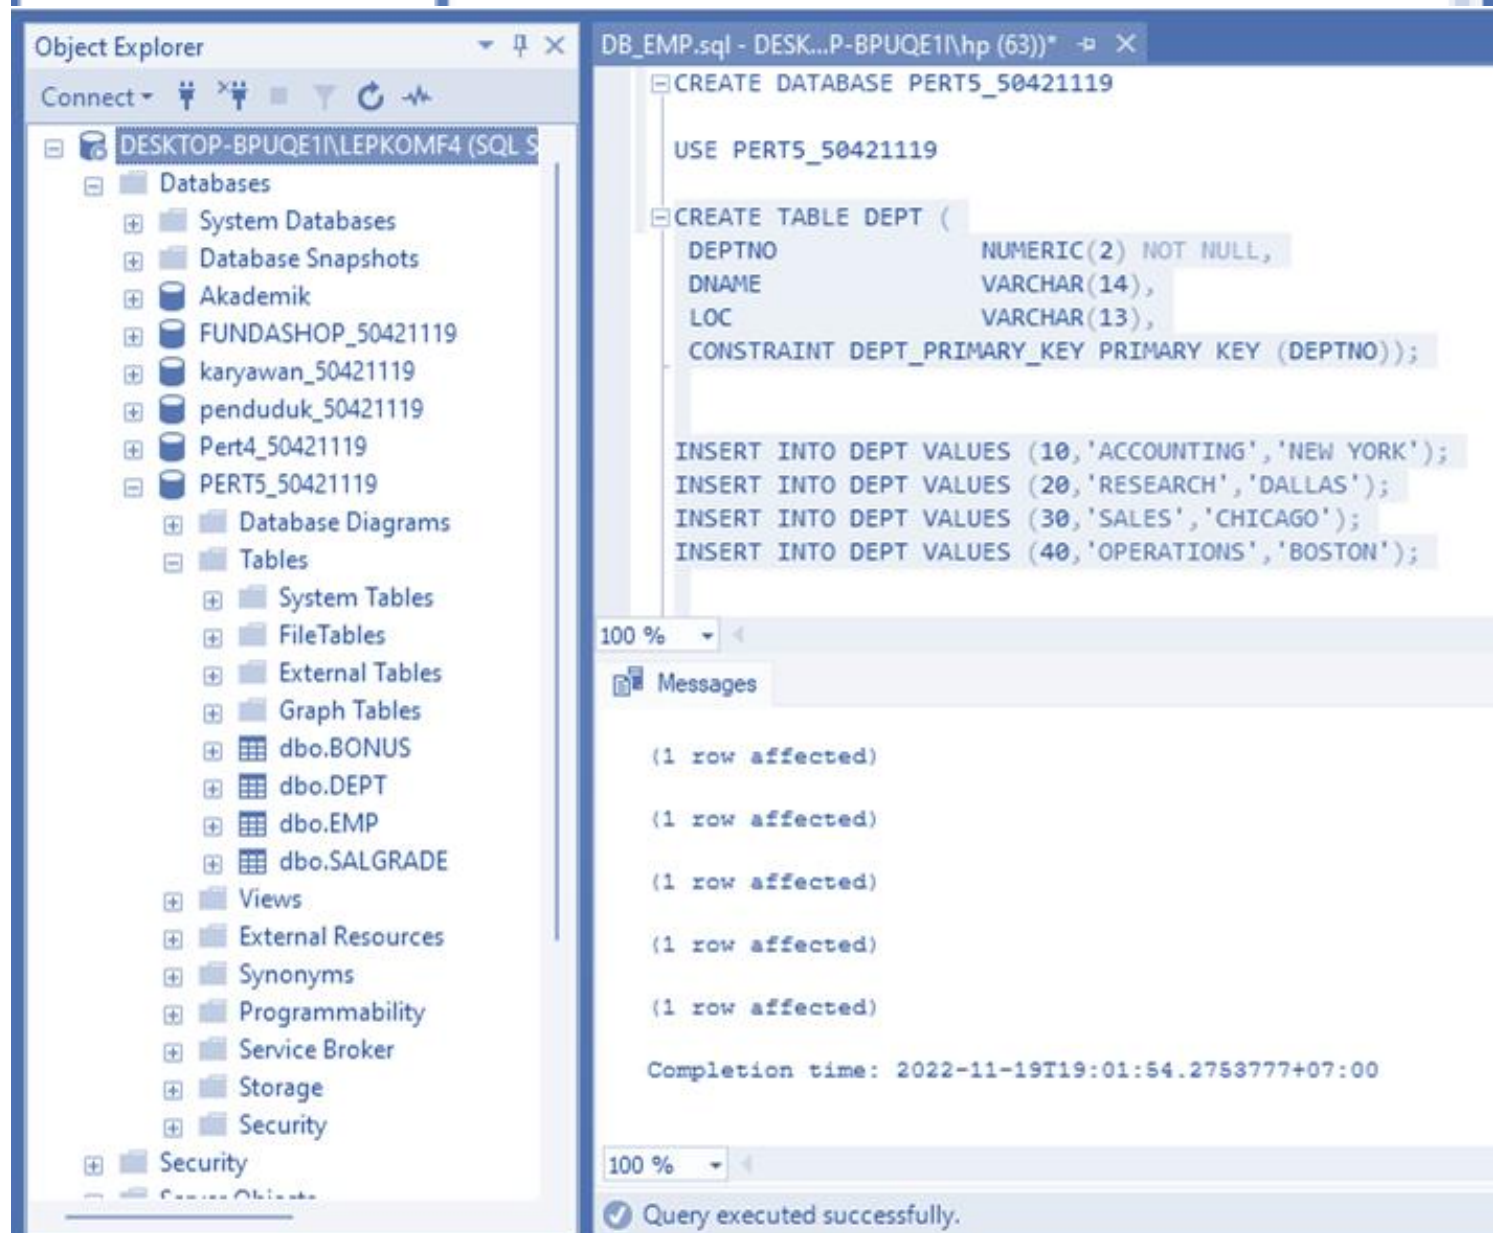 Object Explorer
Connect
DESKTOP-BPUQE1I\LEPKOMF4 (SQL S
Databases
System Databases
Database Snapshots
Akademik
FUNDASHOP_50421119
karyawan_50421119
penduduk_50421119
Pert4_50421119
PERT5_50421119
Database Diagrams
Tables
System Tables
FileTables
External Tables
Graph Tables
dbo.BONUS
dbo.DEPT
dbo.EMP
dbo.SALGRADE
Views
External Resources
Synonyms
Programmability
Service Broker
Storage
Security
Security
Server Objects
DB_EMP.sql - DESK...P-BPUQE1I\hp (63))*
CREATE DATABASE PERT5_50421119
USE PERT5_50421119
CREATE TABLE DEPT (
DEPTNO NUMERIC(2) NOT NULL,
DNAME VARCHAR(14),
LOC VARCHAR(13),
CONSTRAINT DEPT_PRIMARY_KEY PRIMARY KEY (DEPTNO));
INSERT INTO DEPT VALUES (10,'ACCOUNTING','NEW YORK');
INSERT INTO DEPT VALUES (20,'RESEARCH','DALLAS');
INSERT INTO DEPT VALUES (30,'SALES','CHICAGO');
INSERT INTO DEPT VALUES (40,'OPERATIONS','BOSTON');
100 %
Messages
(1 row affected)
(1 row affected)
(1 row affected)
(1 row affected)
(1 row affected)
Completion time: 2022-11-19T19:01:54.2753777+07:00
100 %
Query executed successfully.